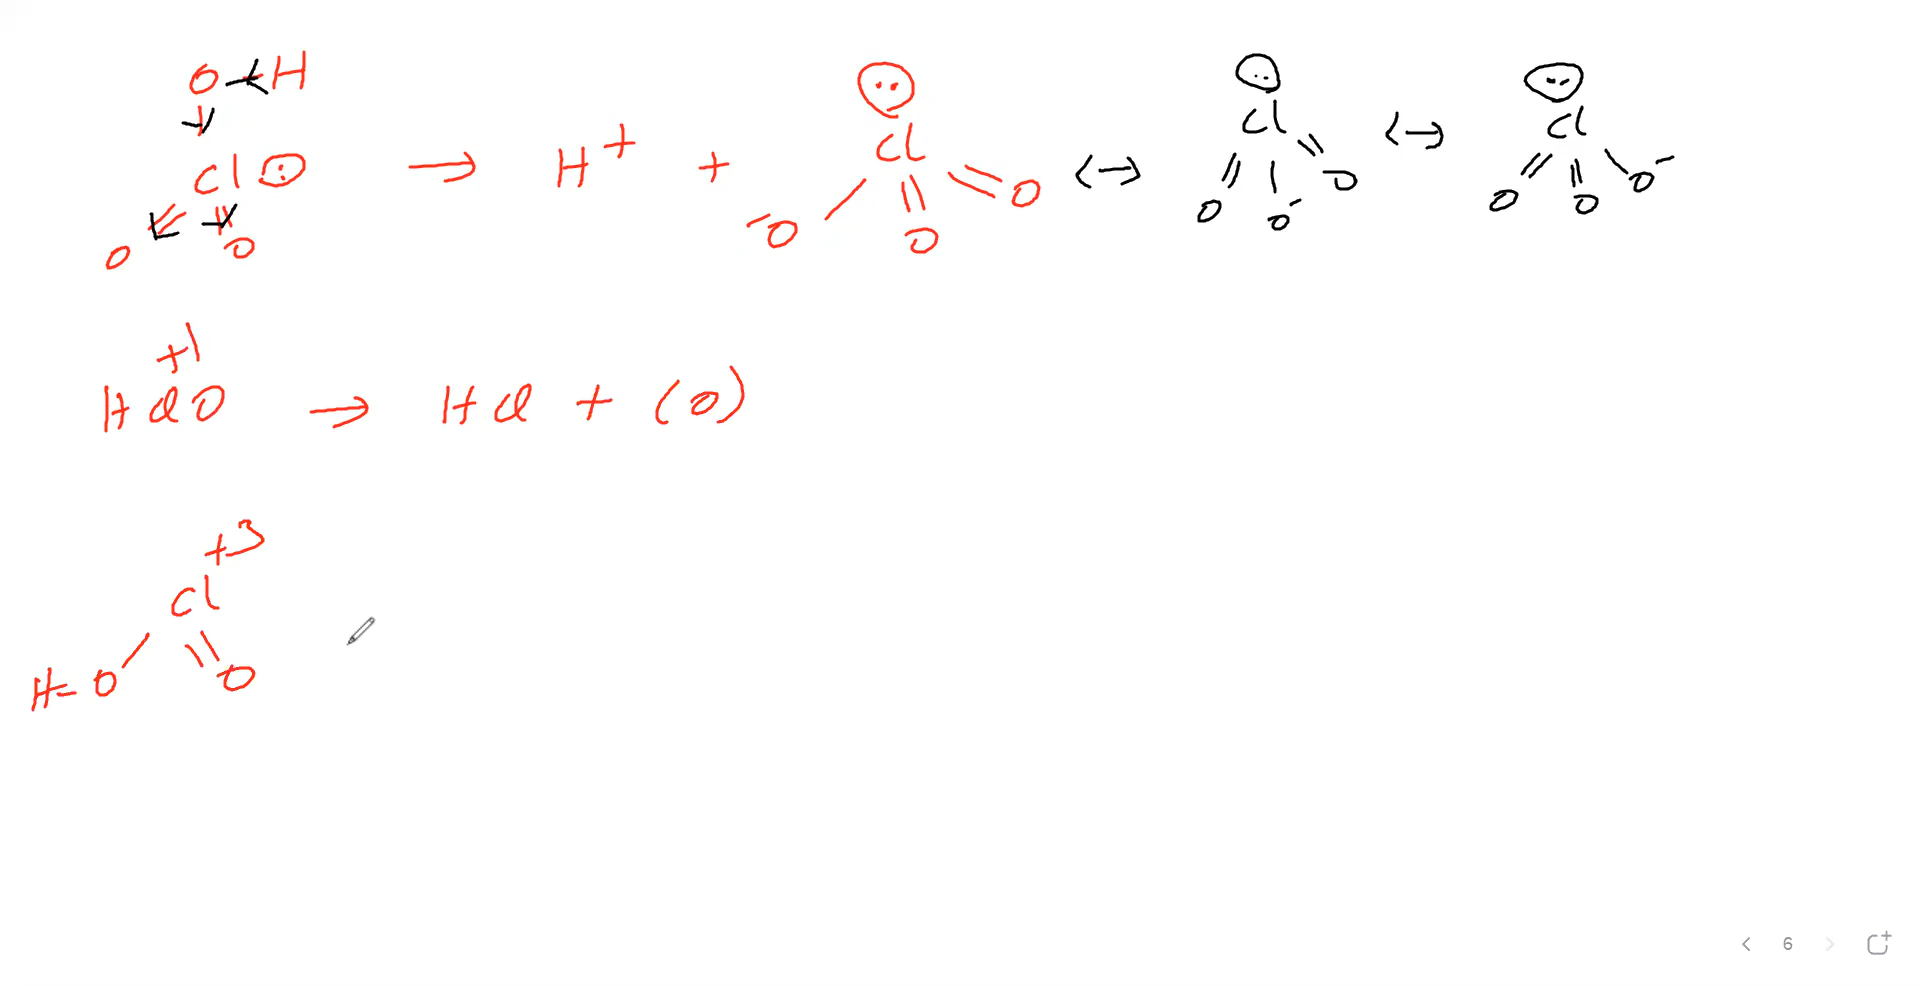 O - H
Cl :
O O
→ H+ + :Cl -O O O ↔ :Cl O O- O ↔ :Cl O O O-
+1
HClO → HCl + (O)
+3
Cl
H-O O
6